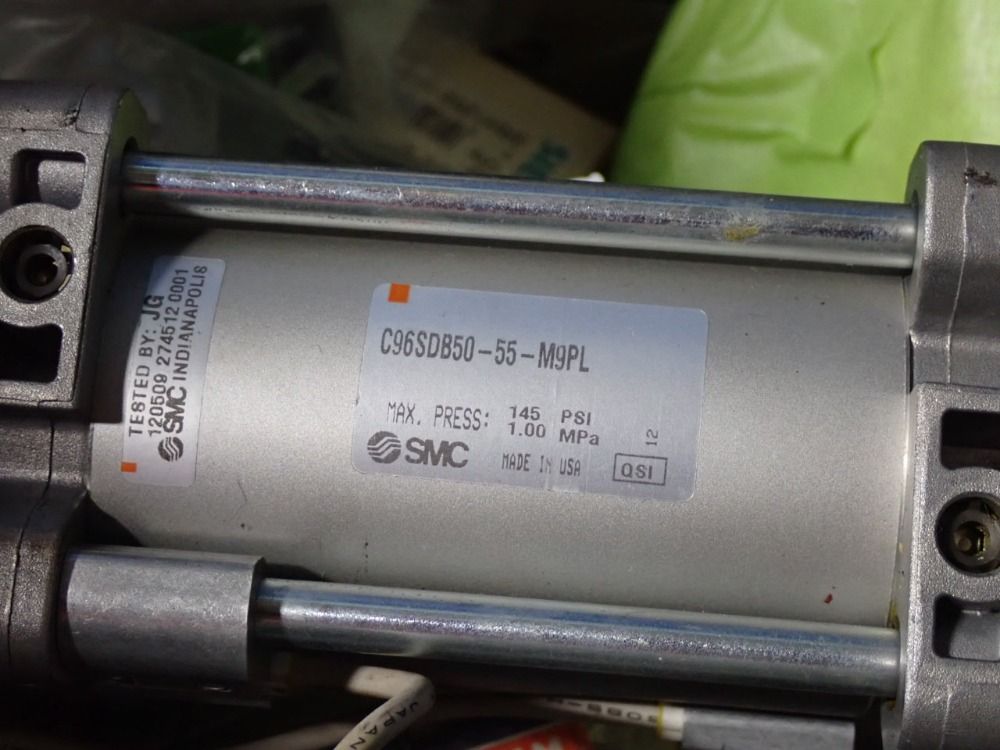 TESTED BY: JG
120509 274512 0001
SMC INDIANAPOLIS
C96SDB50-55-M9PL
MAX. PRESS: 145 PSI
1.00 MPa
12
SMC MADE IN USA QSI
JAPAN